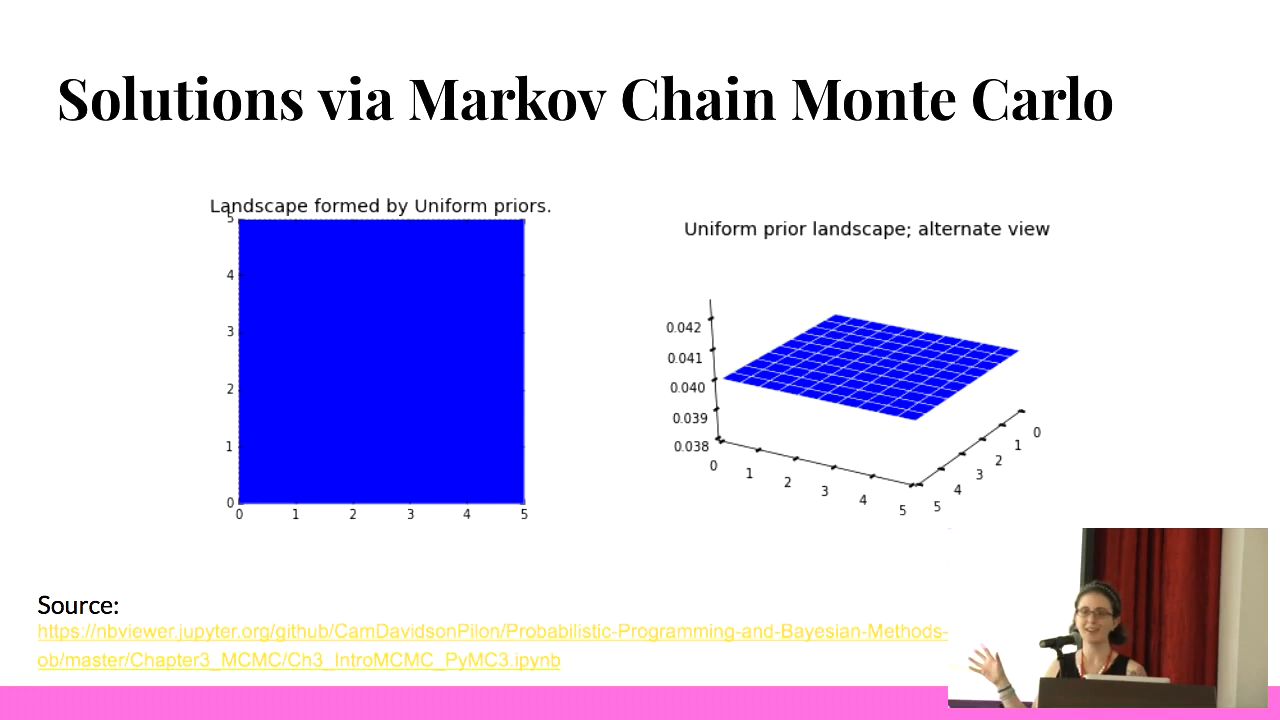 Solutions via Markov Chain Monte Carlo
Landscape formed by Uniform priors.
5
4
3
2
1
0
0 1 2 3 4 5
Uniform prior landscape; alternate view
0.042
0.041
0.040
0.039
0.038
0 1 2 3 4 5
5 4 3 2 1 0
Source:
https://nbviewer.jupyter.org/github/CamDavidsonPilon/Probabilistic-Programming-and-Bayesian-Methods-
ob/master/Chapter3_MCMC/Ch3_IntroMCMC_PyMC3.ipynb